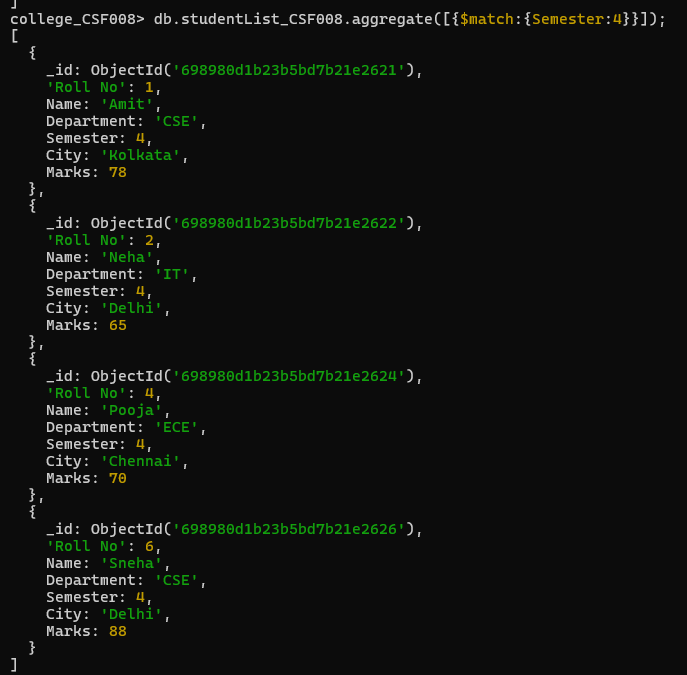 ]
college_CSF008> db.studentList_CSF008.aggregate([{$match:{Semester:4}}]);
[
  {
    _id: ObjectId('698980d1b23b5bd7b21e2621'),
    'Roll No': 1,
    Name: 'Amit',
    Department: 'CSE',
    Semester: 4,
    City: 'Kolkata',
    Marks: 78
  },
  {
    _id: ObjectId('698980d1b23b5bd7b21e2622'),
    'Roll No': 2,
    Name: 'Neha',
    Department: 'IT',
    Semester: 4,
    City: 'Delhi',
    Marks: 65
  },
  {
    _id: ObjectId('698980d1b23b5bd7b21e2624'),
    'Roll No': 4,
    Name: 'Pooja',
    Department: 'ECE',
    Semester: 4,
    City: 'Chennai',
    Marks: 70
  },
  {
    _id: ObjectId('698980d1b23b5bd7b21e2626'),
    'Roll No': 6,
    Name: 'Sneha',
    Department: 'CSE',
    Semester: 4,
    City: 'Delhi',
    Marks: 88
  }
]